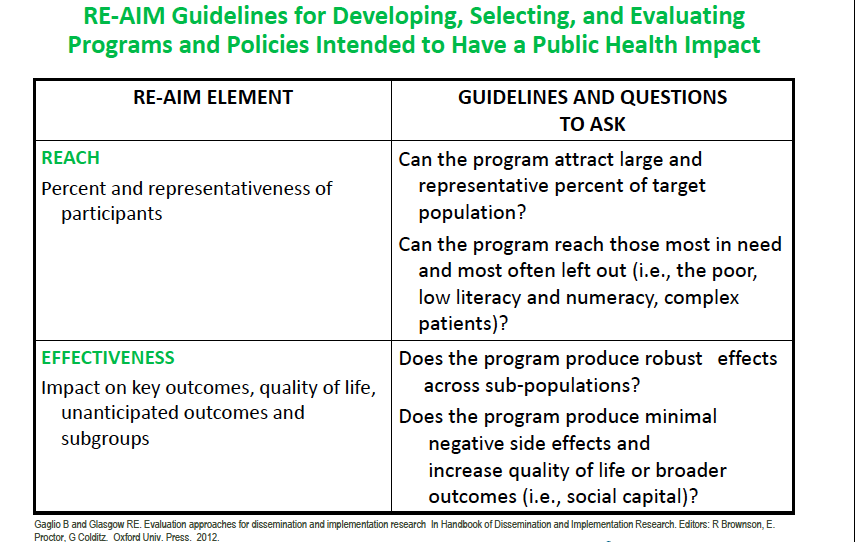 RE-AIM Guidelines for Developing, Selecting, and Evaluating
Programs and Policies Intended to Have a Public Health Impact
RE-AIM ELEMENT
GUIDELINES AND QUESTIONS
TO ASK
REACH
Percent and representativeness of
participants
Can the program attract large and
representative percent of target
population?
Can the program reach those most in need
and most often left out (i.e., the poor,
low literacy and numeracy, complex
patients)?
EFFECTIVENESS
Impact on key outcomes, quality of life,
unanticipated outcomes and
subgroups
Does the program produce robust effects
across sub-populations?
Does the program produce minimal
negative side effects and
increase quality of life or broader
outcomes (i.e., social capital)?
Gaglio B and Glasgow RE. Evaluation approaches for dissemination and implementation research In Handbook of Dissemination and Implementation Research. Editors: R Brownson, E.
Proctor, G Colditz. Oxford Univ. Press. 2012.